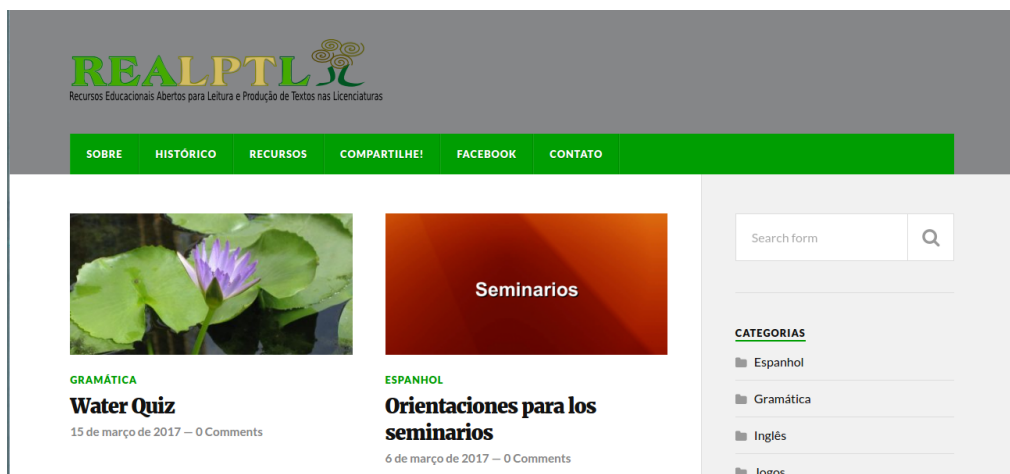 REALPTL
Recursos Educacionais Abertos para Leitura e Produção de Textos nas Licenciaturas
SOBRE HISTÓRICO RECURSOS COMPARTILHE! FACEBOOK CONTATO
GRAMÁTICA
Water Quiz
15 de março de 2017 — 0 Comments
Seminarios
ESPANHOL
Orientaciones para los
seminarios
6 de março de 2017 — 0 Comments
Search form
CATEGORIAS
Espanhol
Gramática
Inglês
Jogos